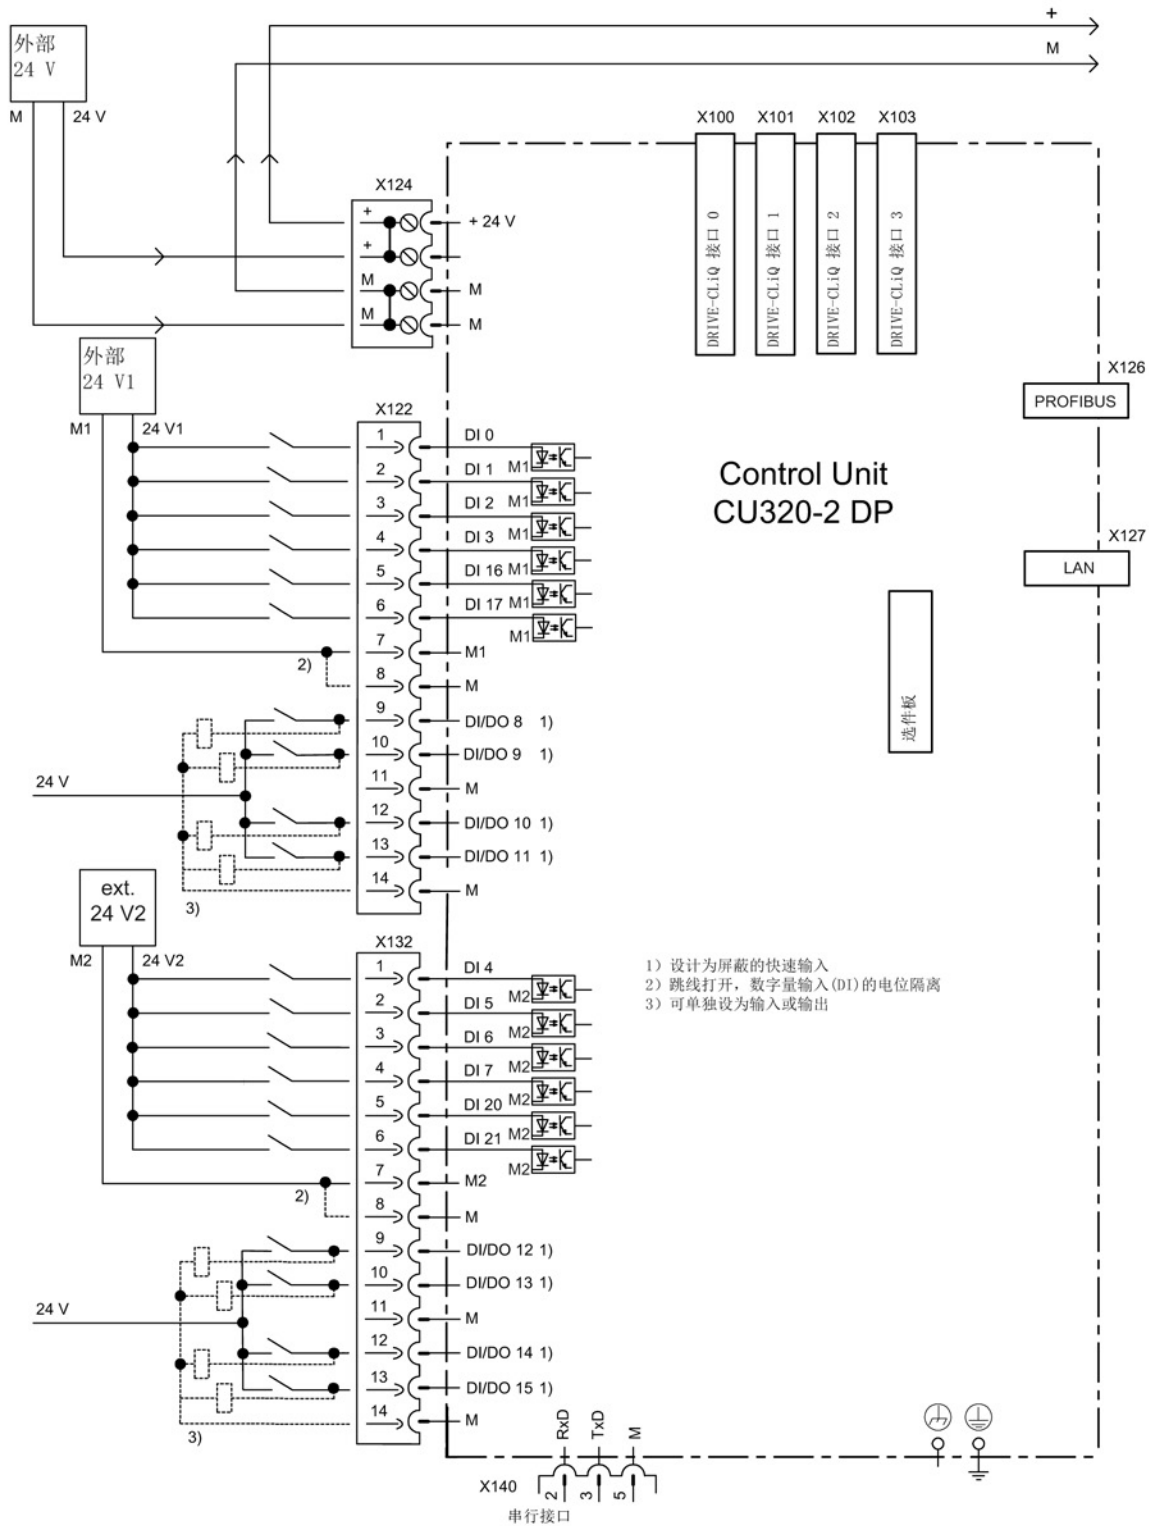 +
M
外部
24 V
M
24 V
X100
X101
X102
X103
DRIVE-CLiQ 接口 0
DRIVE-CLiQ 接口 1
DRIVE-CLiQ 接口 2
DRIVE-CLiQ 接口 3
X124
+
+ 24 V
+
M
M
M
M
外部
24 V1
M1
24 V1
X126
PROFIBUS
Control Unit
CU320-2 DP
X127
LAN
选件板
X122
1
DI 0
M1
2
DI 1
M1
3
DI 2
M1
4
DI 3
M1
5
DI 16
M1
6
DI 17
M1
7
M1
2)
8
M
9
DI/DO 8 1)
10
DI/DO 9 1)
24 V
11
M
12
DI/DO 10 1)
13
DI/DO 11 1)
14
M
3)
ext.
24 V2
M2
24 V2
X132
1
DI 4
M2
2
DI 5
M2
3
DI 6
M2
4
DI 7
M2
5
DI 20
M2
6
DI 21
M2
7
M2
2)
8
M
9
DI/DO 12 1)
10
DI/DO 13 1)
24 V
11
M
12
DI/DO 14 1)
13
DI/DO 15 1)
14
M
3)
1) 设计为屏蔽的快速输入
2) 跳线打开，数字量输入(DI)的电位隔离
3) 可单独设为输入或输出
RxD
TxD
M
X140
2
3
5
串行接口